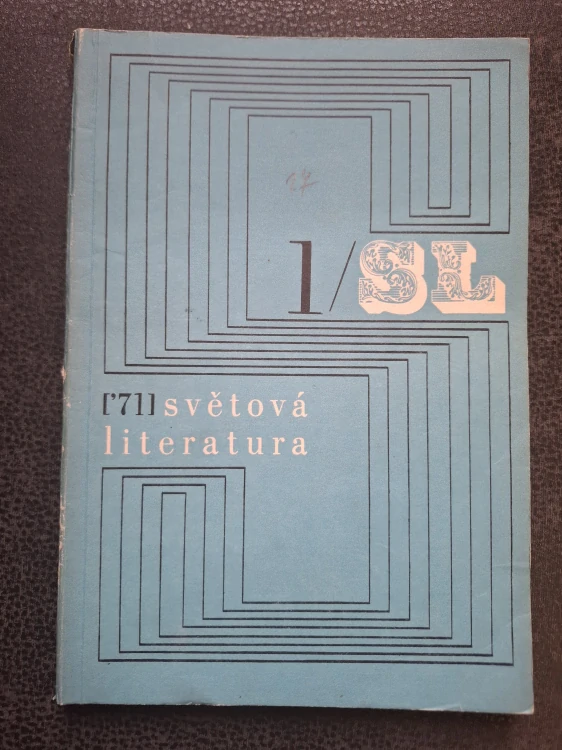 1/SL
['71] světová
literatura